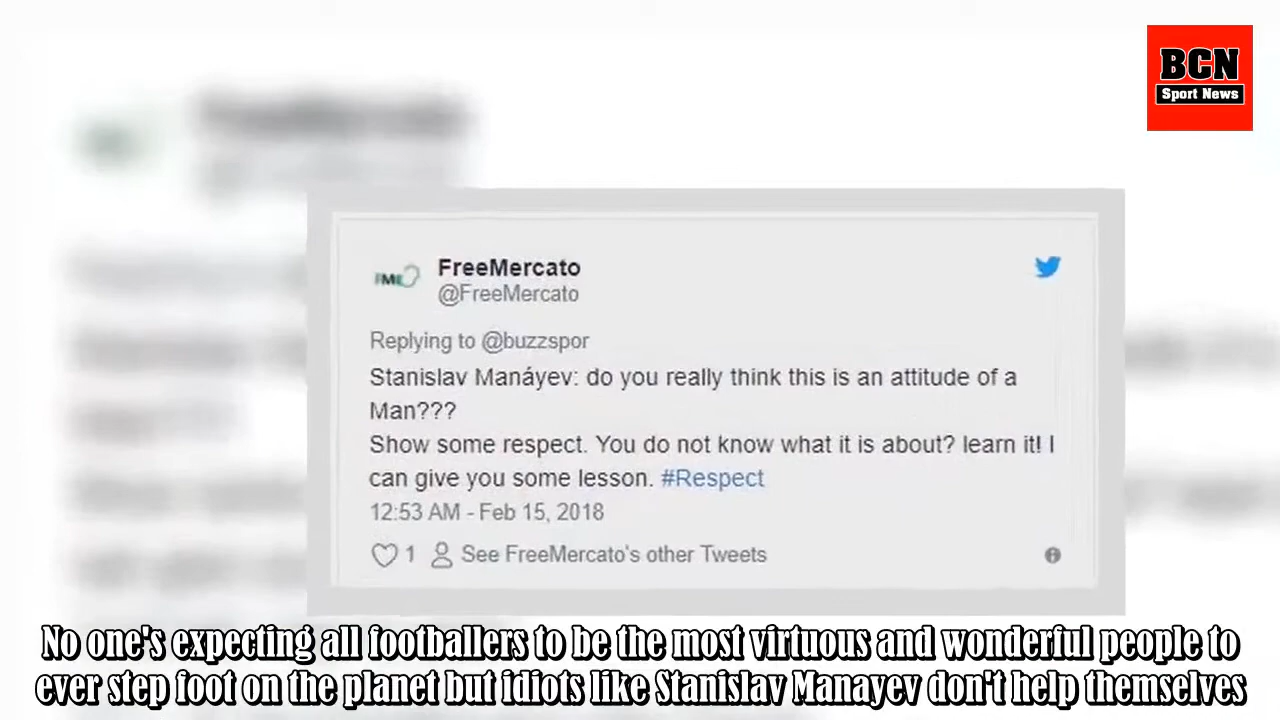 BCN
Sport News
FreeMercato
@FreeMercato
Replying to @buzzspor
Stanislav Manáyev: do you really think this is an attitude of a
Man???
Show some respect. You do not know what it is about? learn it! I
can give you some lesson. #Respect
12:53 AM - Feb 15, 2018
1 See FreeMercato's other Tweets
No one's expecting all footballers to be the most virtuous and wonderful people to
ever step foot on the planet but idiots like Stanislav Manayev don't help themselves